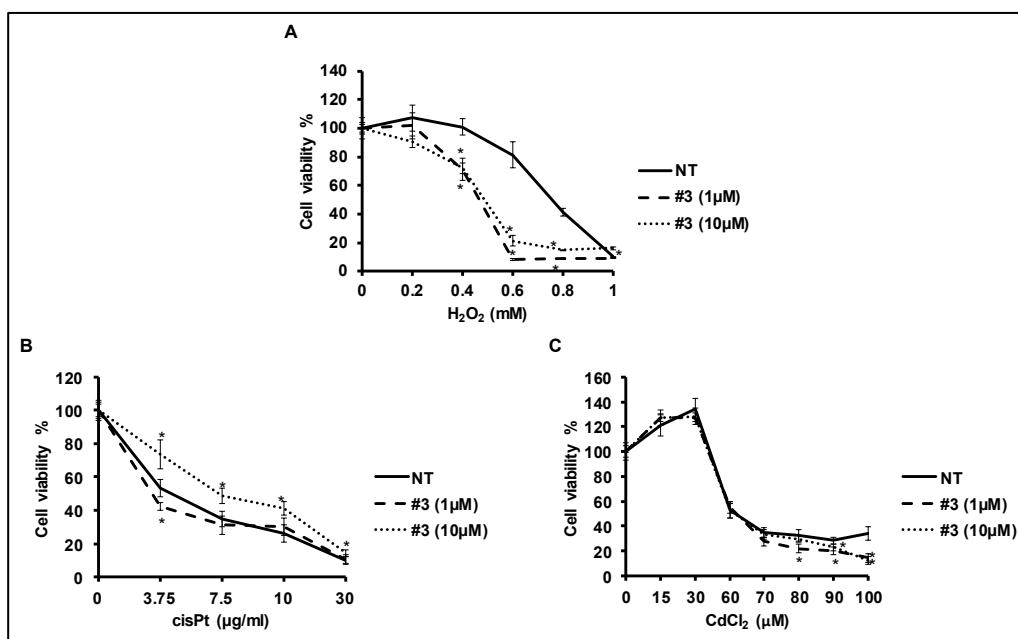 A
Cell viability %
140
120
100
80
60
40
20
0
0 0.2 0.4 0.6 0.8 1
H₂O₂ (mM)
* * * * * * *
NT
#3 (1µM)
#3 (10µM)
B
Cell viability %
120
100
80
60
40
20
0
0 3.75 7.5 10 30
cisPt (µg/ml)
* * * * *
NT
#3 (1µM)
#3 (10µM)
C
Cell viability %
160
140
120
100
80
60
40
20
0
0 15 30 60 70 80 90 100
CdCl₂ (µM)
* * * * *
NT
#3 (1µM)
#3 (10µM)